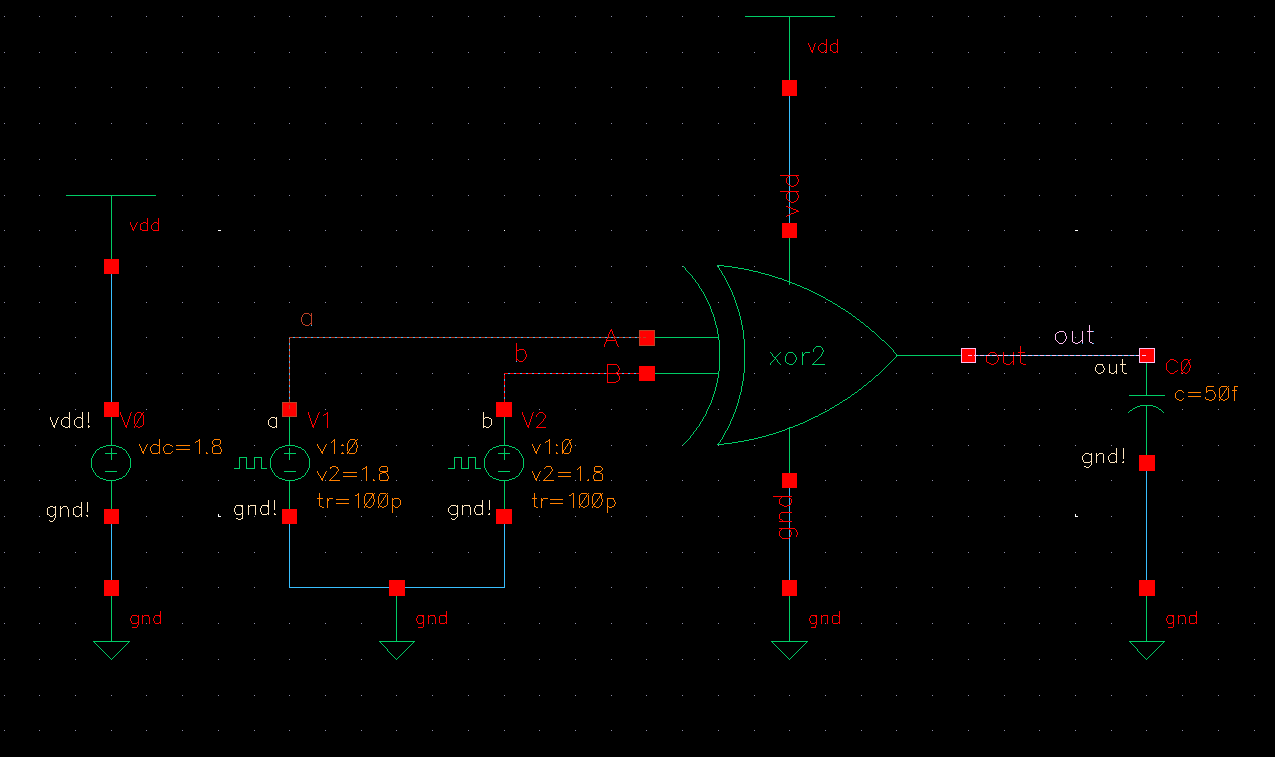 vdd
vdd
vdd
a
A
b
B
xor2
out
out
out
C0
c=50f
vdd!
V0
vdc=1.8
gnd!
a
V1
v1:0
v2=1.8
tr=100p
gnd!
b
V2
v1:0
v2=1.8
tr=100p
gnd!
gnd!
gnd
gnd
gnd
gnd
gnd